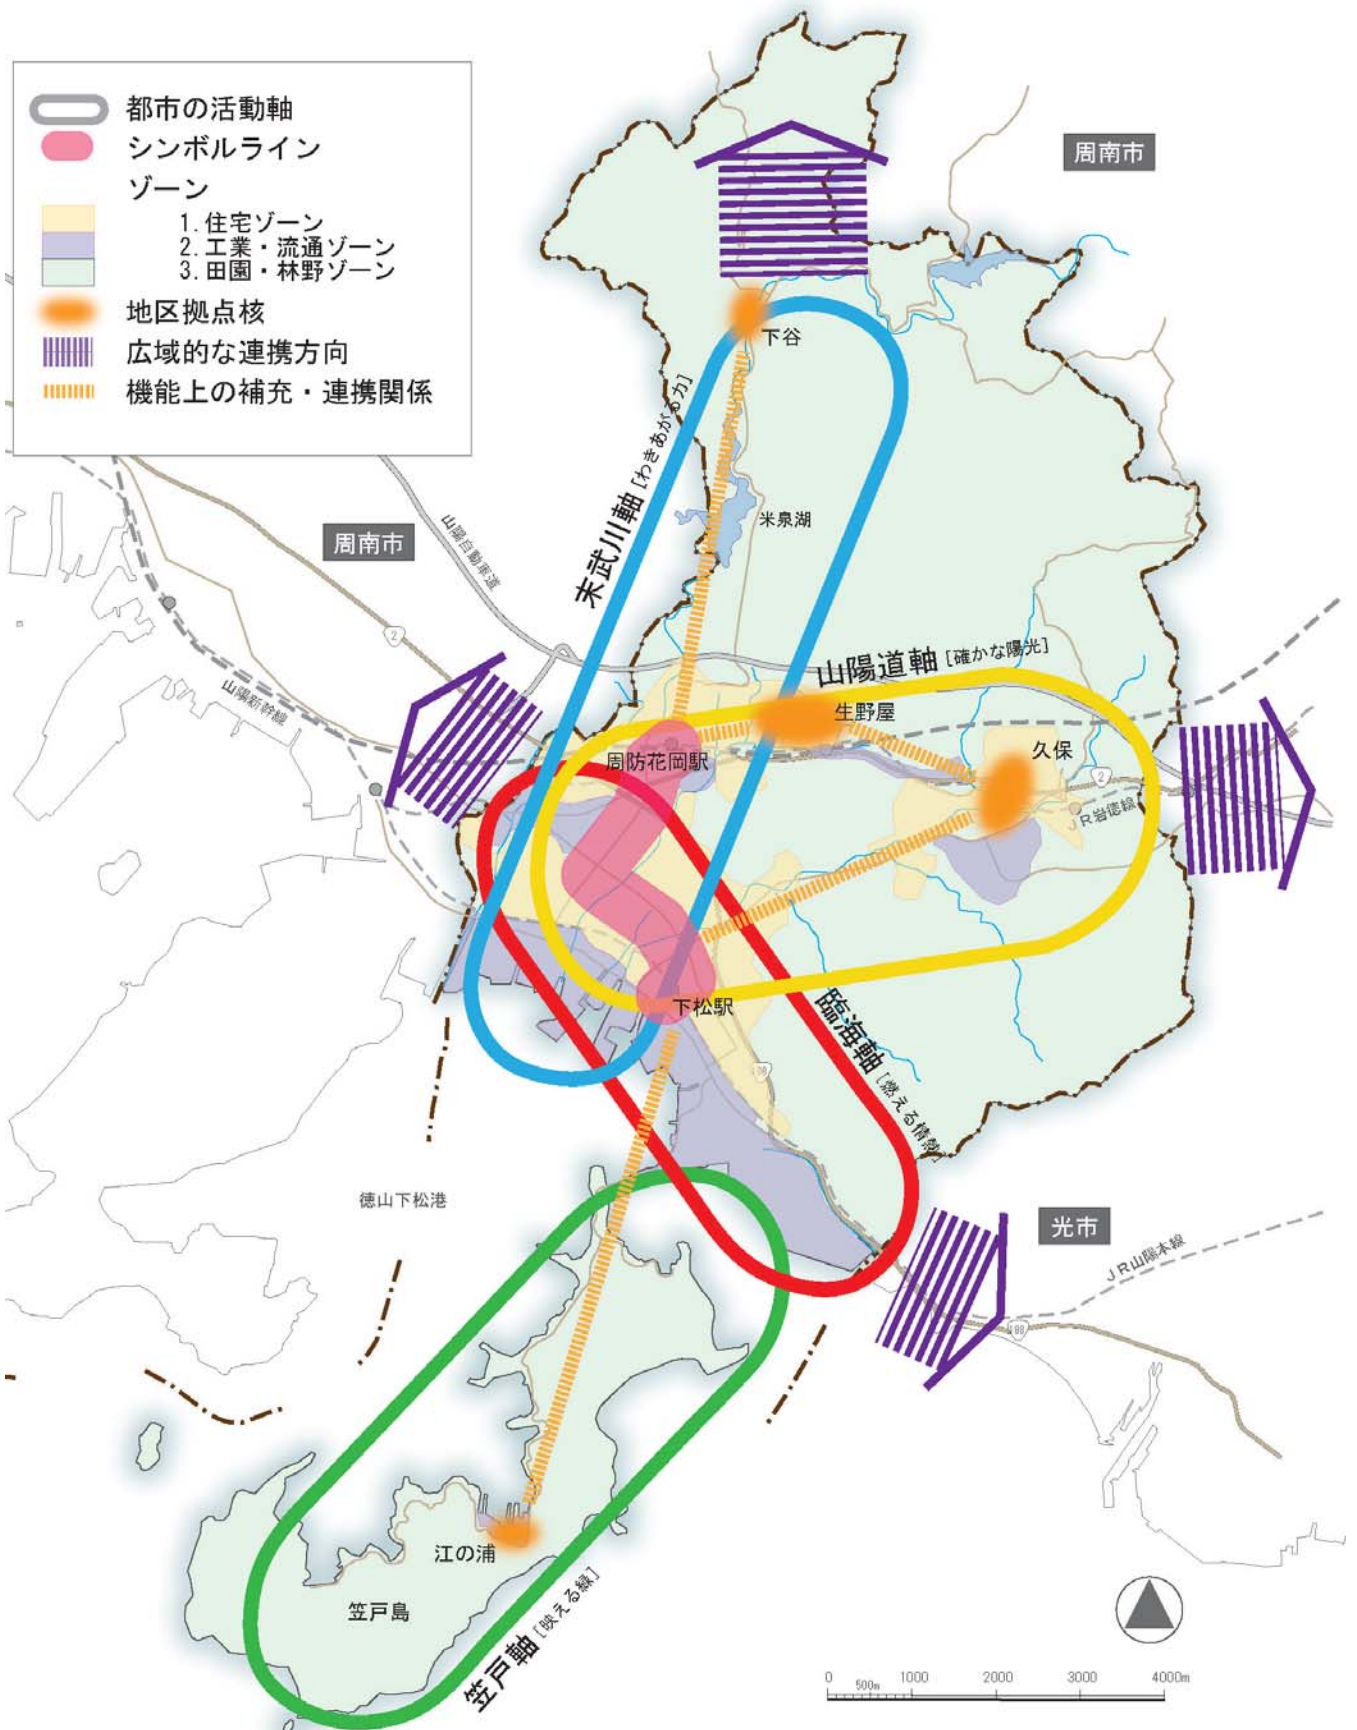 都市の活動軸
シンボルライン
ゾーン
1. 住宅ゾーン
2. 工業・流通ゾーン
3. 田園・林野ゾーン
地区拠点核
広域的な連携方向
機能上の補充・連携関係
周南市
下谷
末武川軸 [わきあがる力]
米泉湖
周南市
山陽自動車道
2
山陽新幹線
山陽道軸 [確かな陽光]
生野屋
周防花岡駅
久保
2
JR岩徳線
下松駅
臨海軸 [燃える情熱]
188
徳山下松港
光市
JR山陽本線
188
江の浦
笠戸島
笠戸軸 [映える緑]
0 500m 1000 2000 3000 4000m